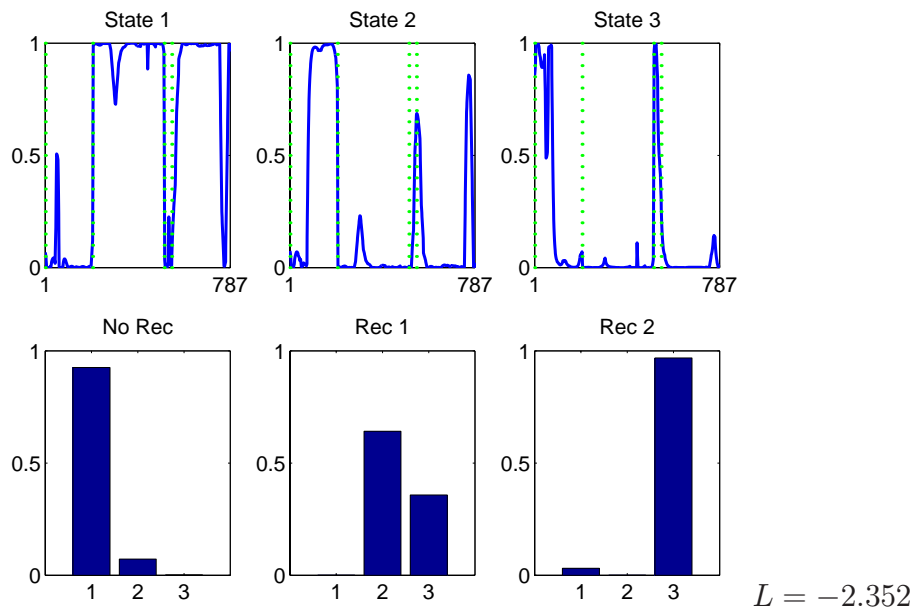 State 1 State 2 State 3
1 1 1
0.5 0.5 0.5
0 0 0
1 787 1 787 1 787
No Rec Rec 1 Rec 2
1 1 1
0.5 0.5 0.5
0 0 0
1 2 3 1 2 3 1 2 3
L = −2.352